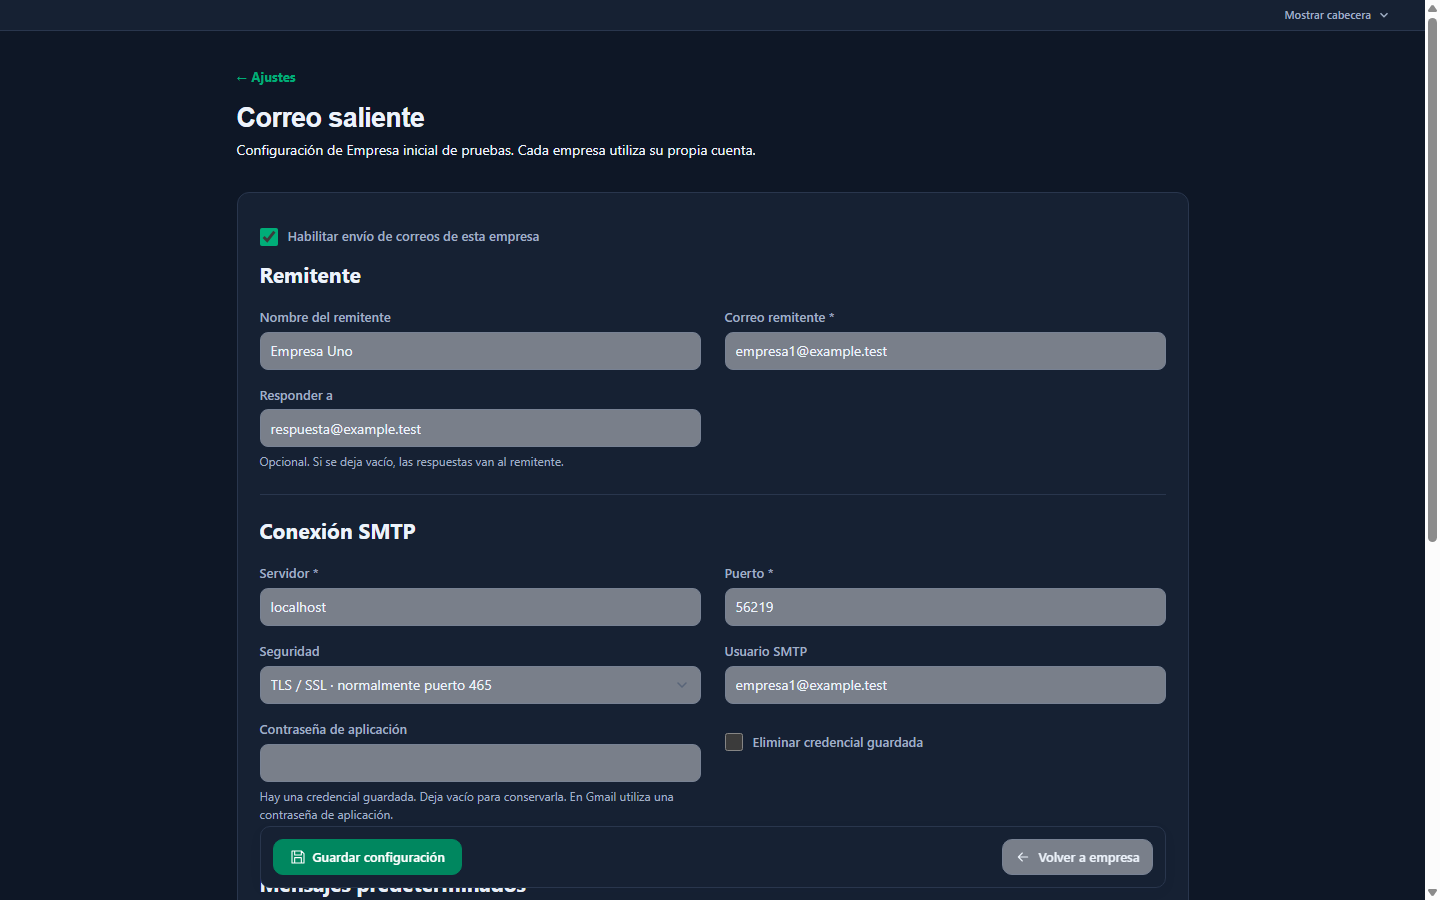 Mostrar cabecera
← Ajustes
Correo saliente
Configuración de Empresa inicial de pruebas. Cada empresa utiliza su propia cuenta.
Habilitar envío de correos de esta empresa
Remitente
Nombre del remitente
Empresa Uno
Correo remitente *
empresa1@example.test
Responder a
respuesta@example.test
Opcional. Si se deja vacío, las respuestas van al remitente.
Conexión SMTP
Servidor *
localhost
Puerto *
56219
Seguridad
TLS / SSL · normalmente puerto 465
Usuario SMTP
empresa1@example.test
Contraseña de aplicación
Eliminar credencial guardada
Hay una credencial guardada. Deja vacío para conservarla. En Gmail utiliza una
contraseña de aplicación.
Guardar configuración
← Volver a empresa
Mensajes predeterminados